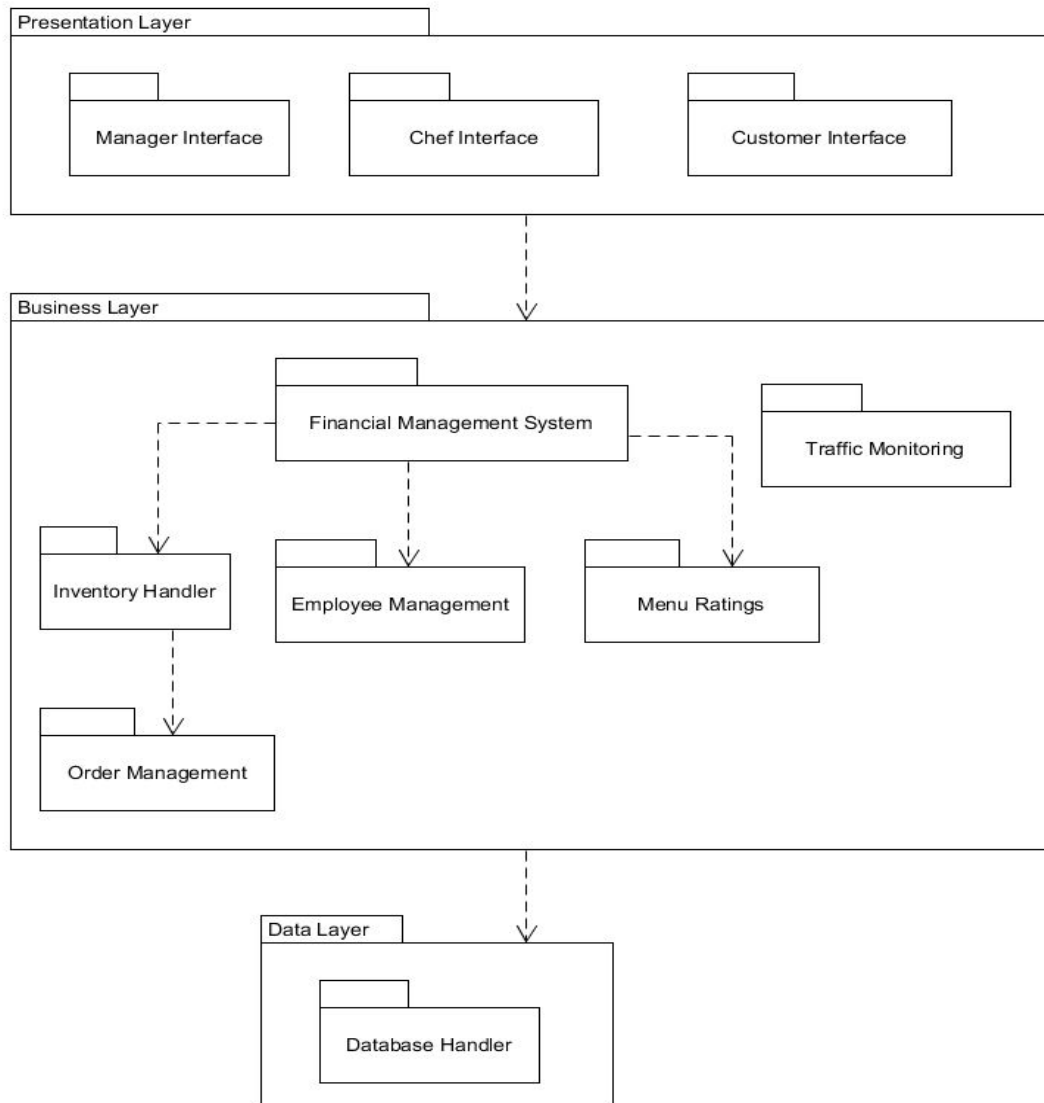 Presentation Layer
Manager Interface
Chef Interface
Customer Interface
Business Layer
Financial Management System
Traffic Monitoring
Inventory Handler
Employee Management
Menu Ratings
Order Management
Data Layer
Database Handler